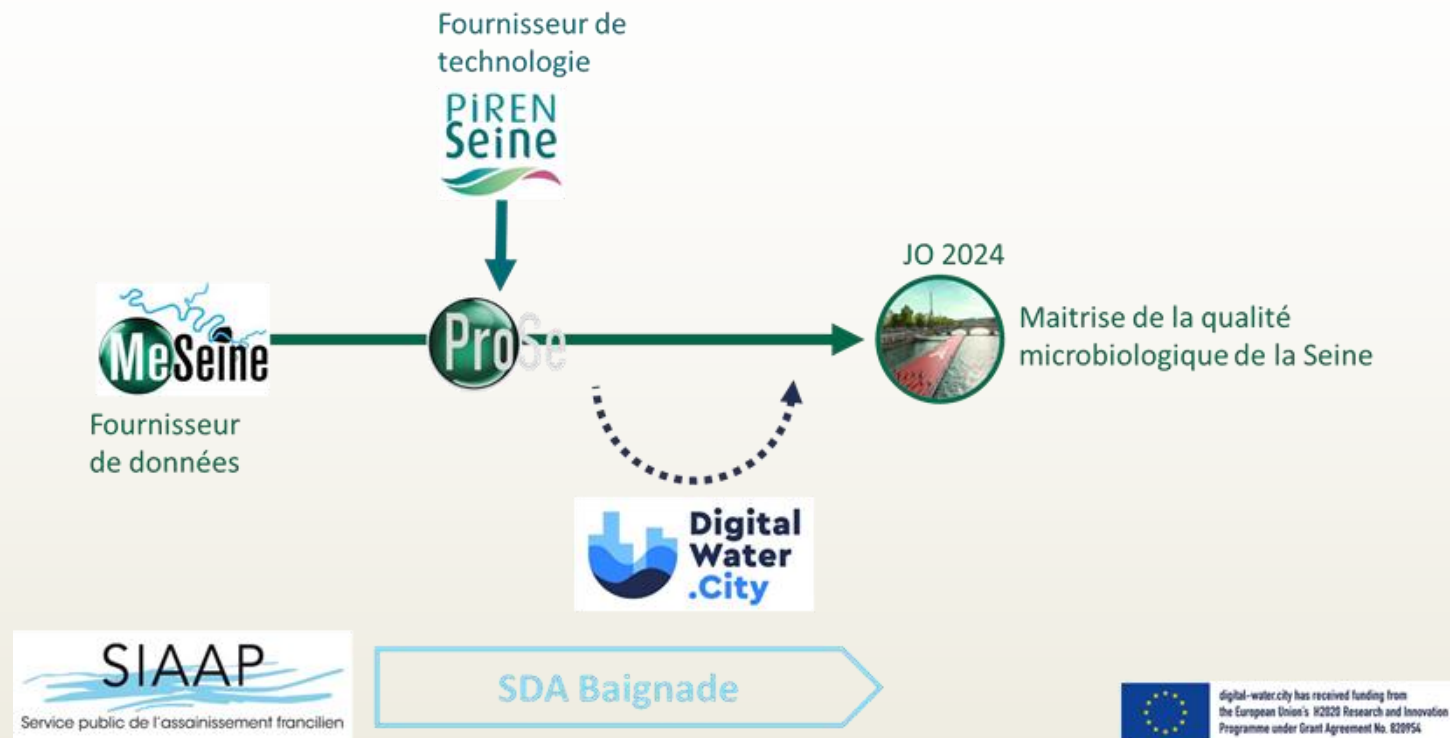 Fournisseur de
technologie
PiREN
Seine
JO 2024
MeSeine
ProSe
Maitrise de la qualité
microbiologique de la Seine
Fournisseur
de données
Digital
Water
.City
SIAAP
Service public de l'assainissement francilien
SDA Baignade
digital-water.city has received funding from
the European Union's H2020 Research and Innovation
Programme under Grant Agreement No. 820954